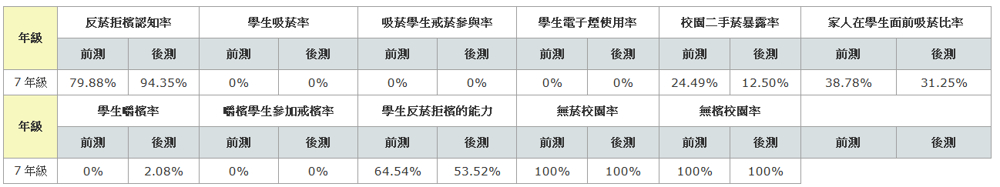 年級 反菸拒檳認知率 學生吸菸率 吸菸學生戒菸參與率 學生電子煙使用率 校園二手菸暴露率 家人在學生面前吸菸比率
前測 後測 前測 後測 前測 後測 前測 後測 前測 後測 前測 後測
7 年級 79.88% 94.35% 0% 0% 0% 0% 0% 0% 24.49% 12.50% 38.78% 31.25%
年級 學生嚼檳率 嚼檳學生參加戒檳率 學生反菸拒檳的能力 無菸校園率 無檳校園率
前測 後測 前測 後測 前測 後測 前測 後測 前測 後測 前測 後測
7 年級 0% 2.08% 0% 0% 64.54% 53.52% 100% 100% 100% 100%